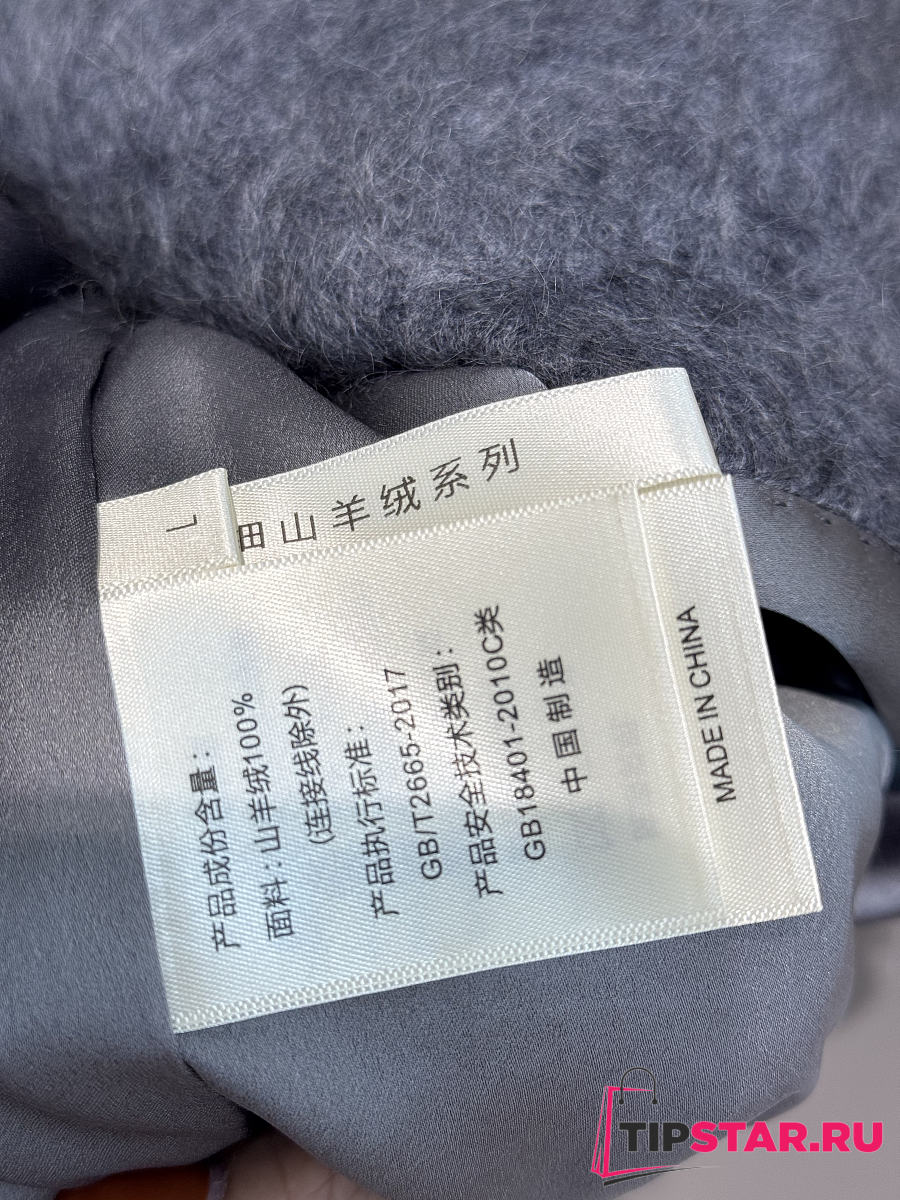 L
山羊绒系列
产品成份含量：
面料：山羊绒100%
(连接线除外)
产品执行标准：
GB/T2665-2017
产品安全技术类别：
GB18401-2010C类
中国制造
MADE IN CHINA
TIPSTAR.RU